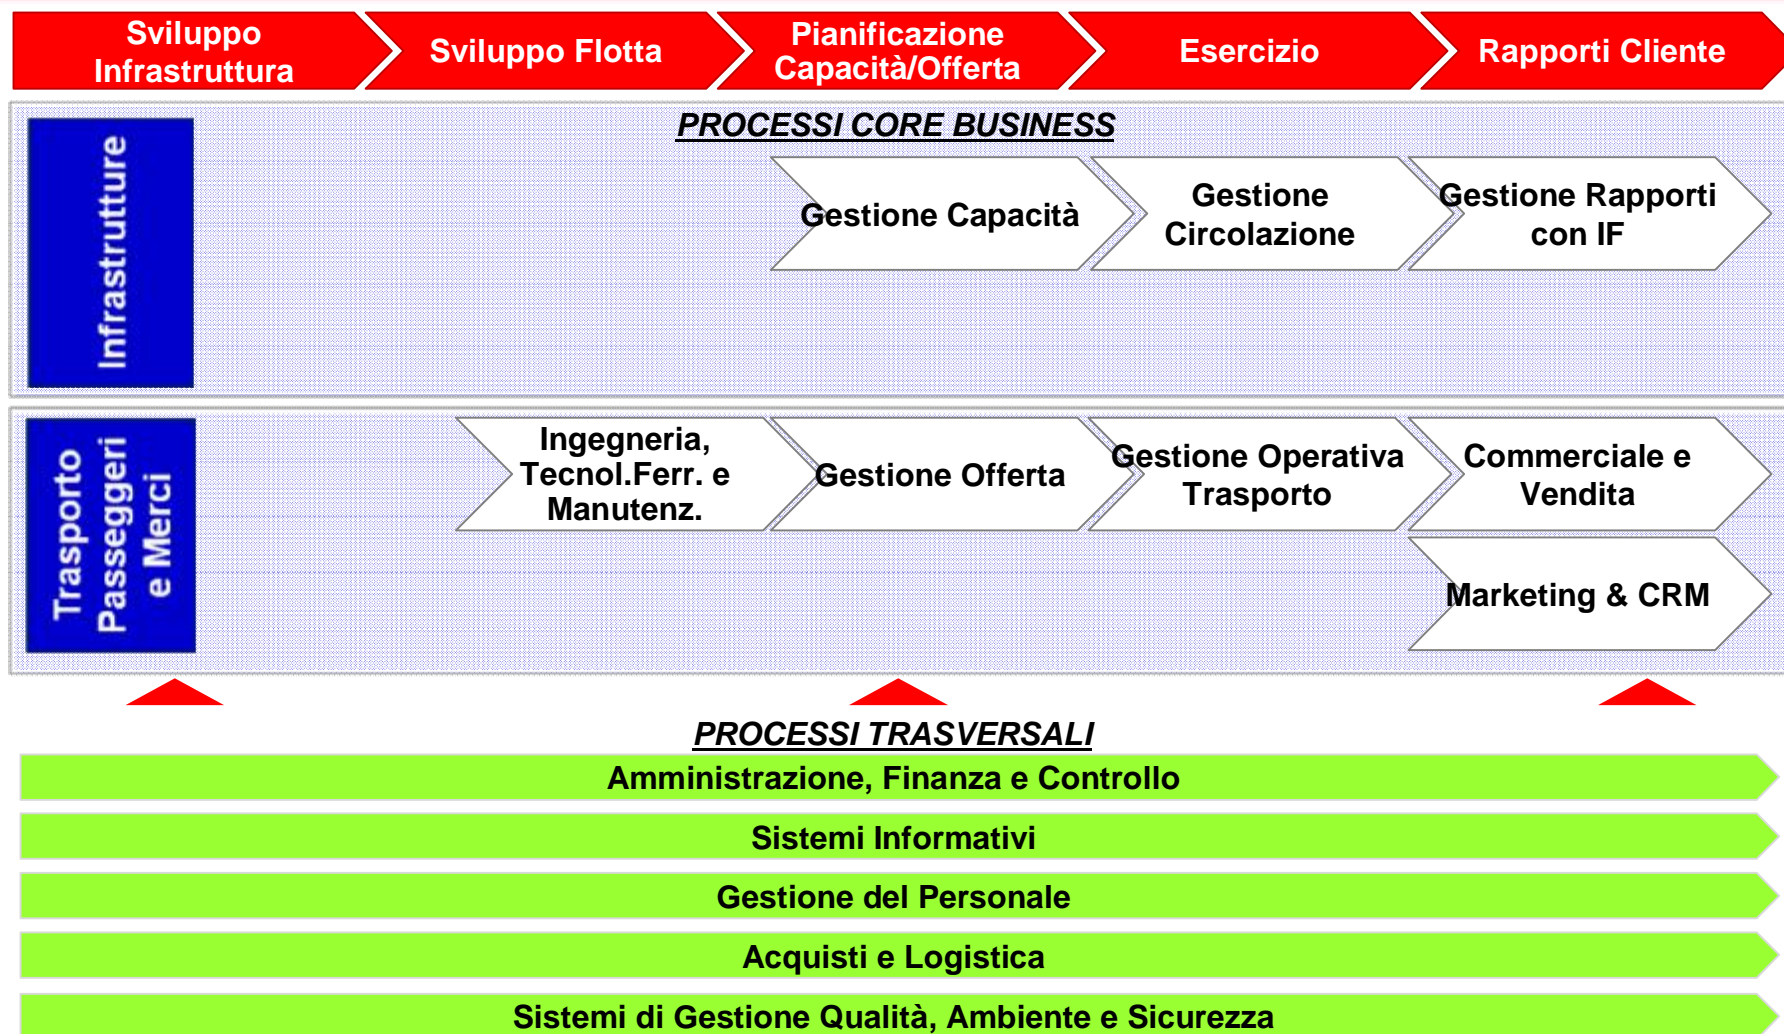 Sviluppo
Infrastruttura
Sviluppo Flotta
Pianificazione
Capacità/Offerta
Esercizio
Rapporti Cliente
PROCESSI CORE BUSINESS
Infrastrutture
Gestione Capacità
Gestione
Circolazione
Gestione Rapporti
con IF
Trasporto
Passeggeri
e Merci
Ingegneria,
Tecnol.Ferr. e
Manutenz.
Gestione Offerta
Gestione Operativa
Trasporto
Commerciale e
Vendita
Marketing & CRM
PROCESSI TRASVERSALI
Amministrazione, Finanza e Controllo
Sistemi Informativi
Gestione del Personale
Acquisti e Logistica
Sistemi di Gestione Qualità, Ambiente e Sicurezza